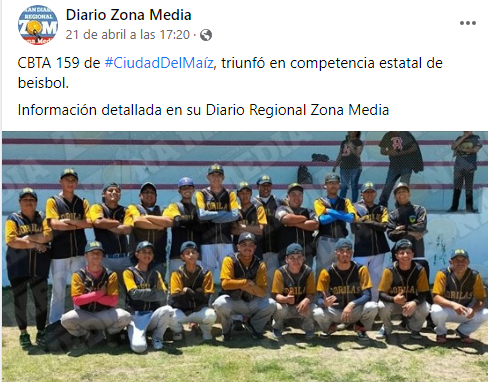 Diario Zona Media
21 de abril a las 17:20 ·
CBTA 159 de #CiudadDelMaíz, triunfó en competencia estatal de
beisbol.
Información detallada en su Diario Regional Zona Media